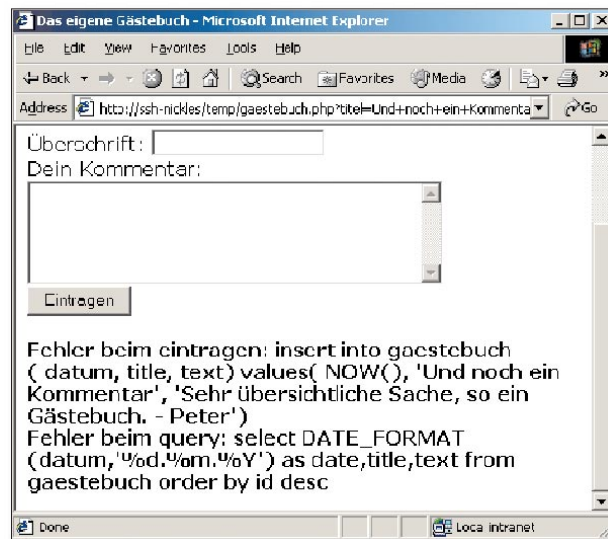 Das eigene Gästebuch - Microsoft Internet Explorer
File Edit View Favorites Tools Help
Back Search Favorites Media »
Address http://ssh-nickles/temp/gaestebuch.php?titel=Und+noch+ein+Kommenta Go
Überschrift:
Dein Kommentar:
Eintragen
Fehler beim eintragen: insert into gaestebuch
( datum, title, text) values( NOW(), 'Und noch ein
Kommentar', 'Sehr übersichtliche Sache, so ein
Gästebuch. - Peter')
Fehler beim query: select DATE_FORMAT
(datum,'%d.%m.%Y') as date,title,text from
gaestebuch order by id desc
Done Local intranet